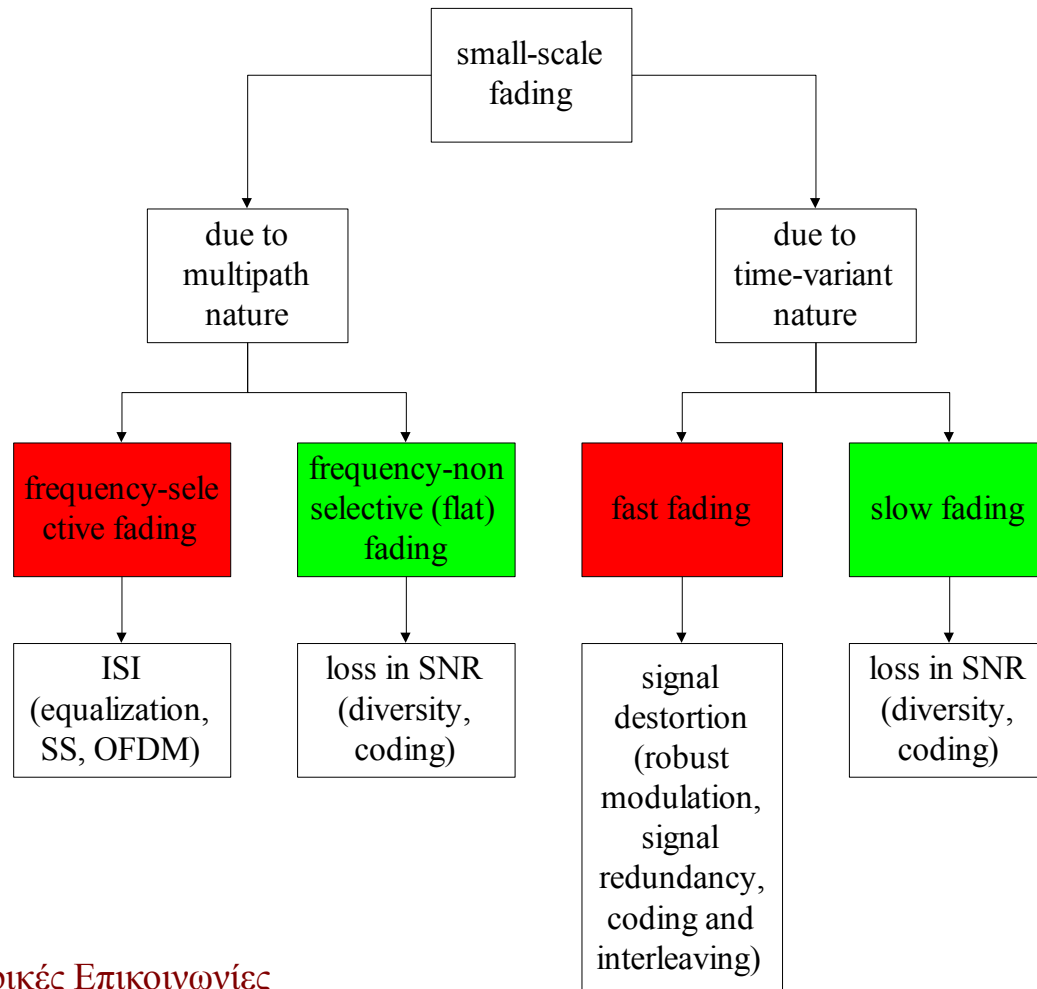 small-scale
fading
due to
multipath
nature
due to
time-variant
nature
frequency-sele
ctive fading
frequency-non
selective (flat)
fading
fast fading
slow fading
ISI
(equalization,
SS, OFDM)
loss in SNR
(diversity,
coding)
signal
destortion
(robust
modulation,
signal
redundancy,
coding and
interleaving)
loss in SNR
(diversity,
coding)
Επικοινωνίες